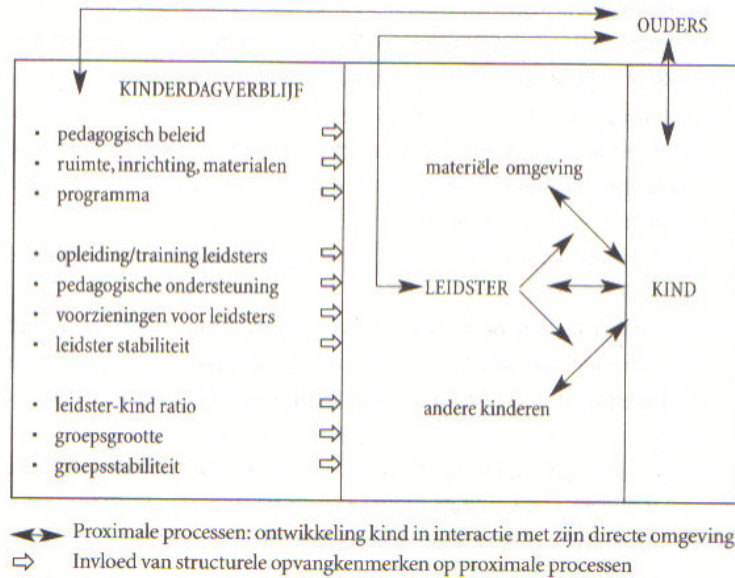 OUDERS
KINDERDAGVERBLIJF
• pedagogisch beleid
• ruimte, inrichting, materialen
• programma
• opleiding/training leidsters
• pedagogische ondersteuning
• voorzieningen voor leidsters
• leidster stabiliteit
• leidster-kind ratio
• groepsgrootte
• groepsstabiliteit
materiële omgeving
LEIDSTER
andere kinderen
KIND
Proximale processen: ontwikkeling kind in interactie met zijn directe omgeving
Invloed van structurele opvangkenmerken op proximale processen